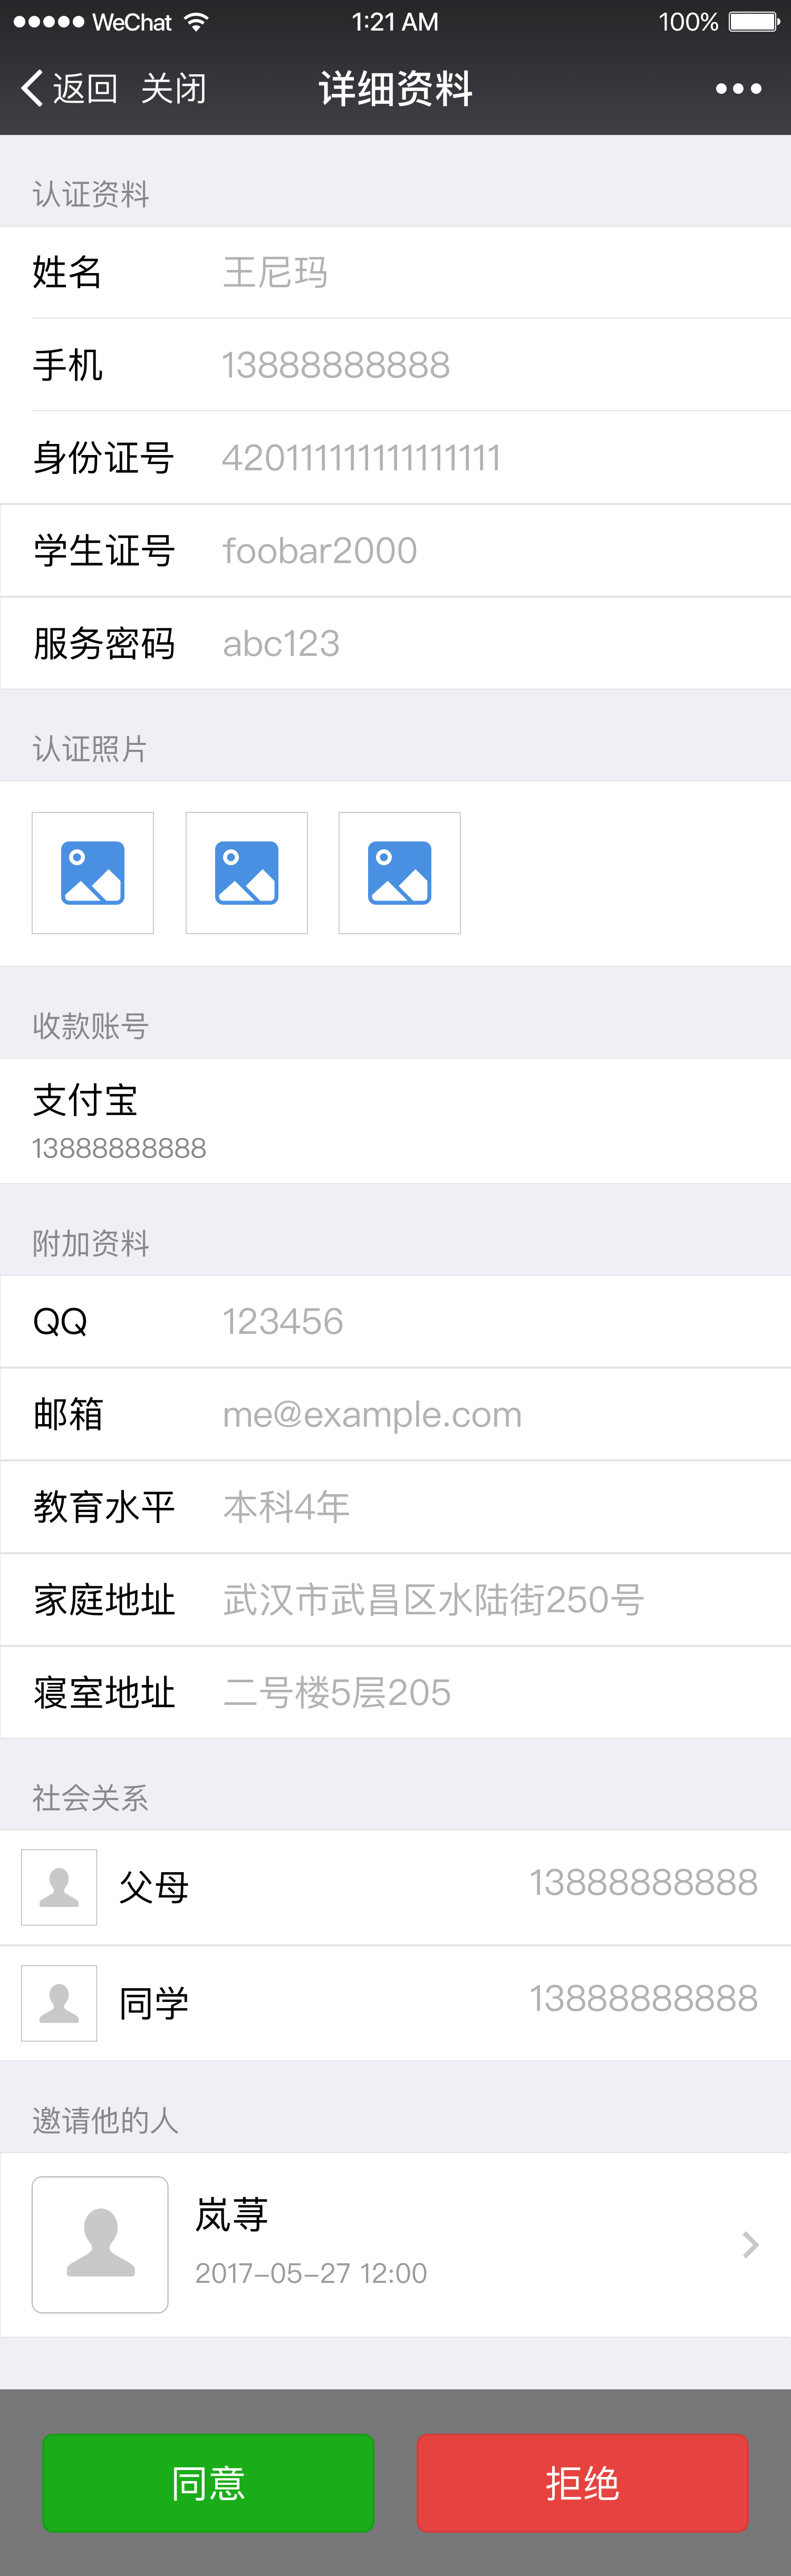 WeChat 1:21 AM 100%
返回 关闭 详细资料
认证资料
姓名 王尼玛
手机 13888888888
身份证号 420111111111111111
学生证号 foobar2000
服务密码 abc123
认证照片
收款账号
支付宝
13888888888
附加资料
QQ 123456
邮箱 me@example.com
教育水平 本科4年
家庭地址 武汉市武昌区水陆街250号
寝室地址 二号楼5层205
社会关系
父母 13888888888
同学 13888888888
邀请他的人
岚荨
2017-05-27 12:00
同意 拒绝